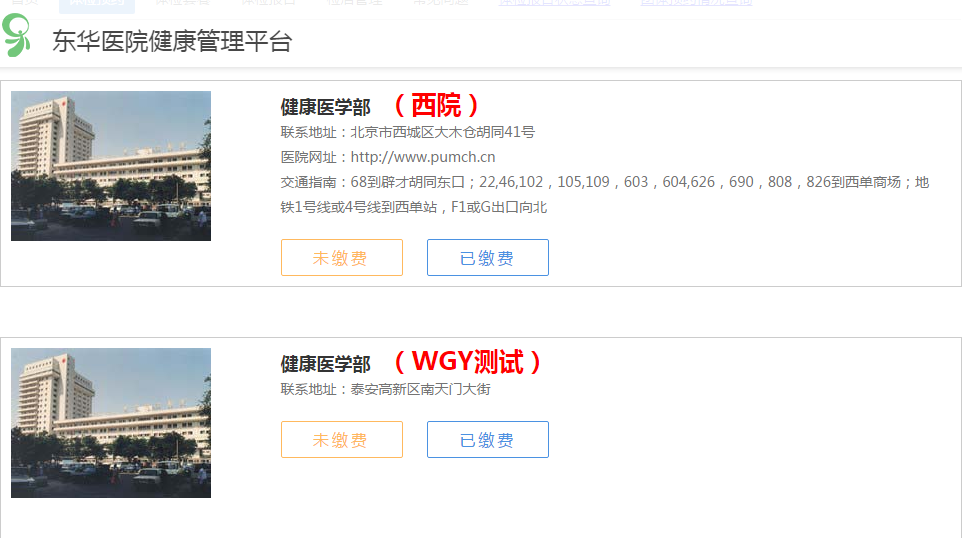 东华医院健康管理平台
健康医学部 （西院）
联系地址：北京市西城区大木仓胡同41号
医院网址：http://www.pumch.cn
交通指南：68到辟才胡同东口；22,46,102，105,109，603，604,626，690，808，826到西单商场；地
铁1号线或4号线到西单站，F1或G出口向北
未缴费 已缴费
健康医学部 （WGY测试）
联系地址：泰安高新区南天门大街
未缴费 已缴费